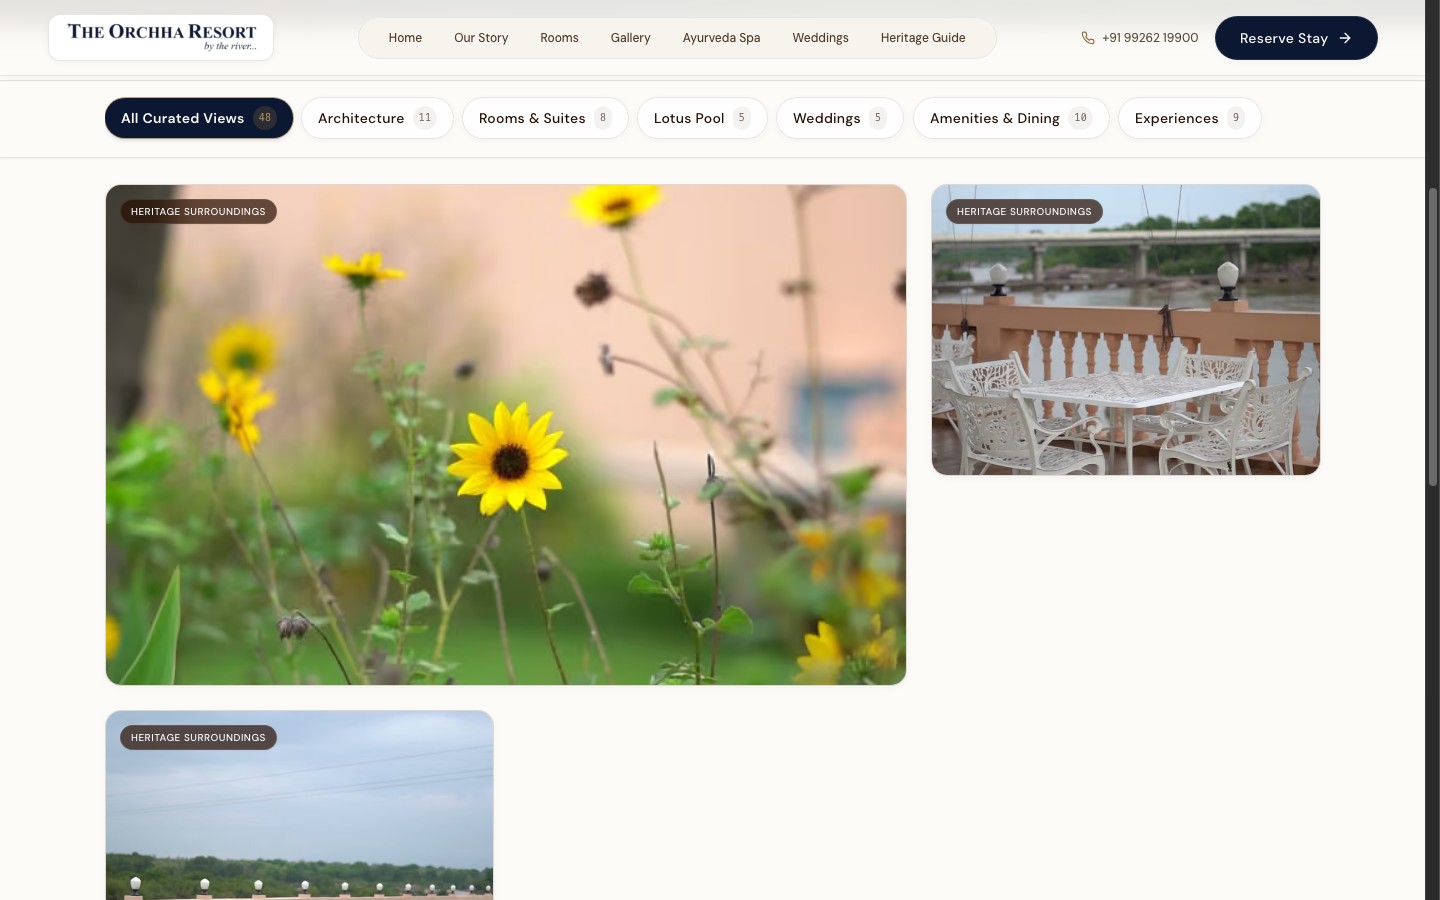 THE ORCHHA RESORT
by the river...
Home
Our Story
Rooms
Gallery
Ayurveda Spa
Weddings
Heritage Guide
+91 99262 19900
Reserve Stay
All Curated Views 48
Architecture 11
Rooms & Suites 8
Lotus Pool 5
Weddings 5
Amenities & Dining 10
Experiences 9
HERITAGE SURROUNDINGS
HERITAGE SURROUNDINGS
HERITAGE SURROUNDINGS